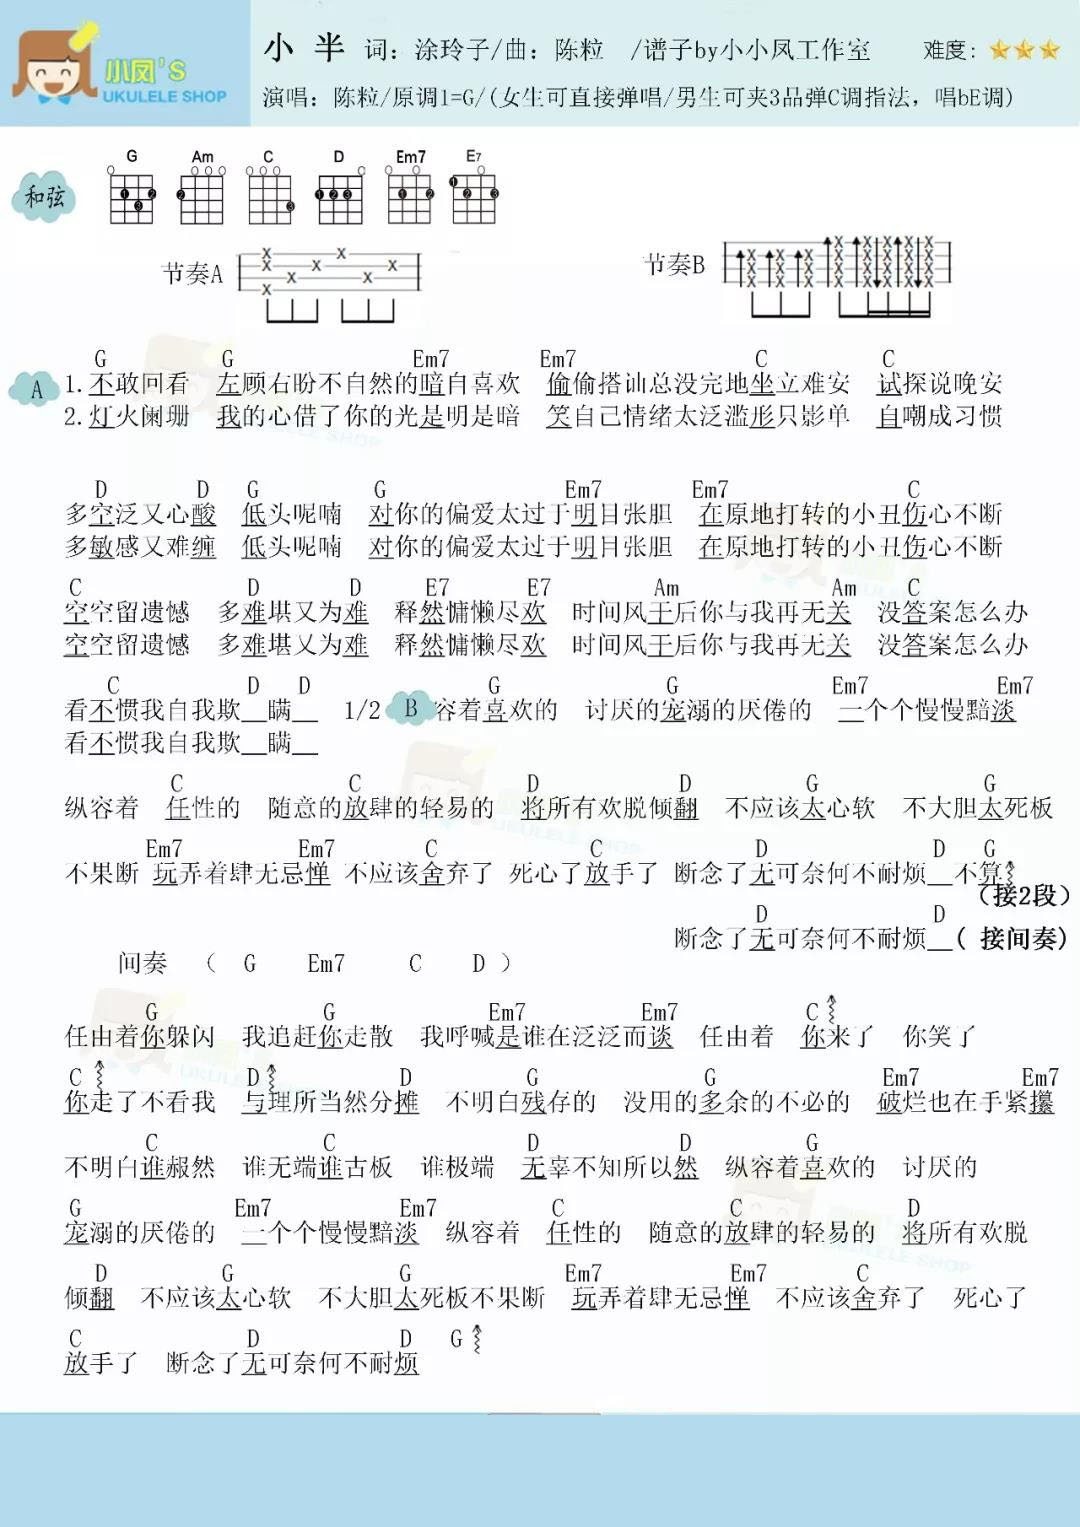 小凤'S
UKULELE SHOP
小 半 词：涂玲子/曲：陈粒 /谱子by小小凤工作室 难度：
演唱：陈粒/原调1=G/(女生可直接弹唱/男生可夹3品弹C调指法，唱bE调)
和弦
G Am C D Em7 E7
节奏A 节奏B
G G Em7 Em7 C C
A 1.不敢回看 左顾右盼不自然的暗自喜欢 偷偷搭讪总没完地坐立难安 试探说晚安
2.灯火阑珊 我的心借了你的光是明是暗 笑自己情绪太泛滥形只影单 自嘲成习惯
D D G G Em7 Em7 C
多空泛又心酸 低头呢喃 对你的偏爱太过于明目张胆 在原地打转的小丑伤心不断
多敏感又难缠 低头呢喃 对你的偏爱太过于明目张胆 在原地打转的小丑伤心不断
C D D E7 E7 Am Am C
空空留遗憾 多难堪又为难 释然慵懒尽欢 时间风干后你与我再无关 没答案怎么办
空空留遗憾 多难堪又为难 释然慵懒尽欢 时间风干后你与我再无关 没答案怎么办
C D D G G Em7 Em7
看不惯我自我欺__瞒__ 1/2 B 容着喜欢的 讨厌的宠溺的厌倦的 一个个慢慢黯淡
看不惯我自我欺__瞒__
C C D D G G
纵容着 任性的 随意的放肆的轻易的 将所有欢脱倾翻 不应该太心软 不大胆太死板
Em7 Em7 C C D D G
不果断 玩弄着肆无忌惮 不应该舍弃了 死心了放手了 断念了无可奈何不耐烦__不算
（接2段）
D D
断念了无可奈何不耐烦__( 接间奏)
间奏 （ G Em7 C D ）
G G Em7 Em7 C
任由着你躲闪 我追赶你走散 我呼喊是谁在泛泛而谈 任由着 你来了 你笑了
C D D G G Em7 Em7
你走了不看我 与理所当然分摊 不明白残存的 没用的多余的不必的 破烂也在手紧攥
C C D D G
不明白谁赧然 谁无端谁古板 谁极端 无辜不知所以然 纵容着喜欢的 讨厌的
G Em7 Em7 C C D
宠溺的厌倦的 一个个慢慢黯淡 纵容着 任性的 随意的放肆的轻易的 将所有欢脱
D G G Em7 Em7 C
倾翻 不应该太心软 不大胆太死板不果断 玩弄着肆无忌惮 不应该舍弃了 死心了
C D D G
放手了 断念了无可奈何不耐烦